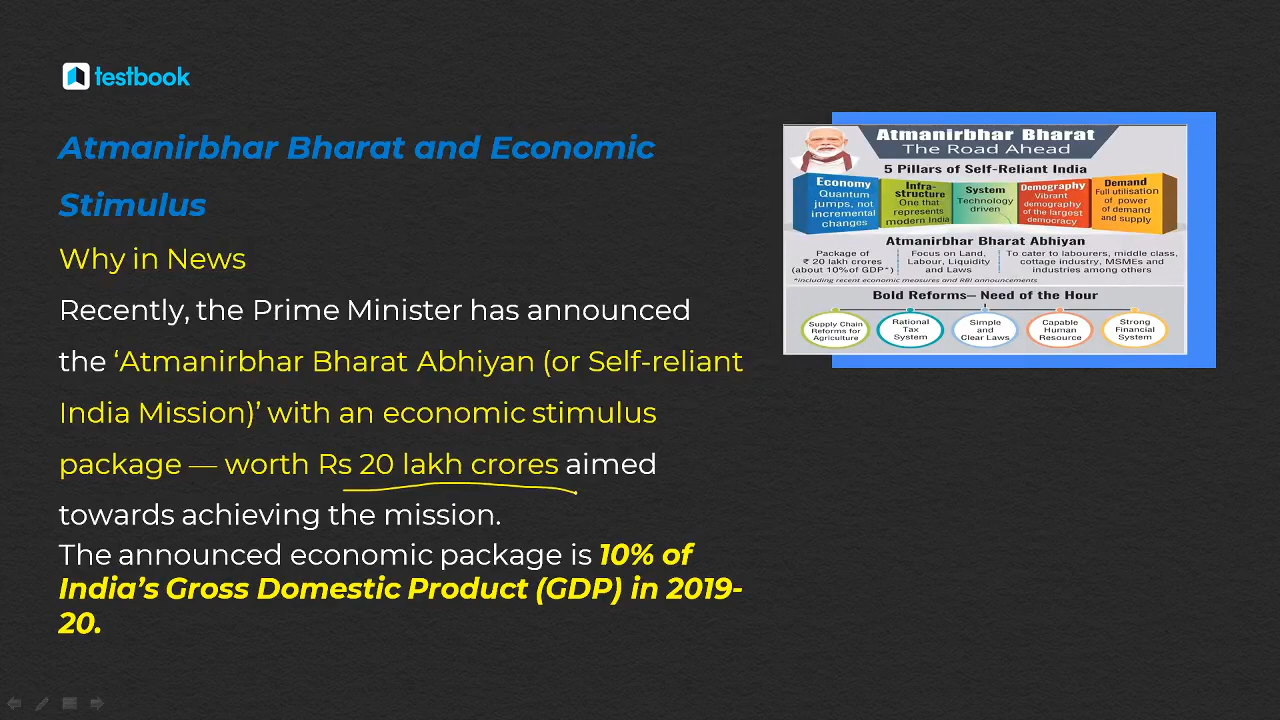 testbook
Atmanirbhar Bharat and Economic
Stimulus
Why in News
Recently, the Prime Minister has announced
the ‘Atmanirbhar Bharat Abhiyan (or Self-reliant
India Mission)’ with an economic stimulus
package — worth Rs 20 lakh crores aimed
towards achieving the mission.
The announced economic package is 10% of
India’s Gross Domestic Product (GDP) in 2019-
20.
Atmanirbhar Bharat
The Road Ahead
5 Pillars of Self-Reliant India
Economy
Quantum
jumps, not
incremental
changes
Infra-
structure
One that
represents
modern India
System
Technology
driven
Demography
Vibrant
demography
of the largest
democracy
Demand
Full utilisation
of power
of demand
and supply
Atmanirbhar Bharat Abhiyan
Package of
₹ 20 lakh crores
(about 10%of GDP*)
Focus on Land,
Labour, Liquidity
and Laws
To cater to labourers, middle class,
cottage industry, MSMEs and
industries among others
*including recent economic measures and RBI announcements
Bold Reforms— Need of the Hour
Supply Chain
Reforms for
Agriculture
Rational
Tax
System
Simple
and
Clear Laws
Capable
Human
Resource
Strong
Financial
System